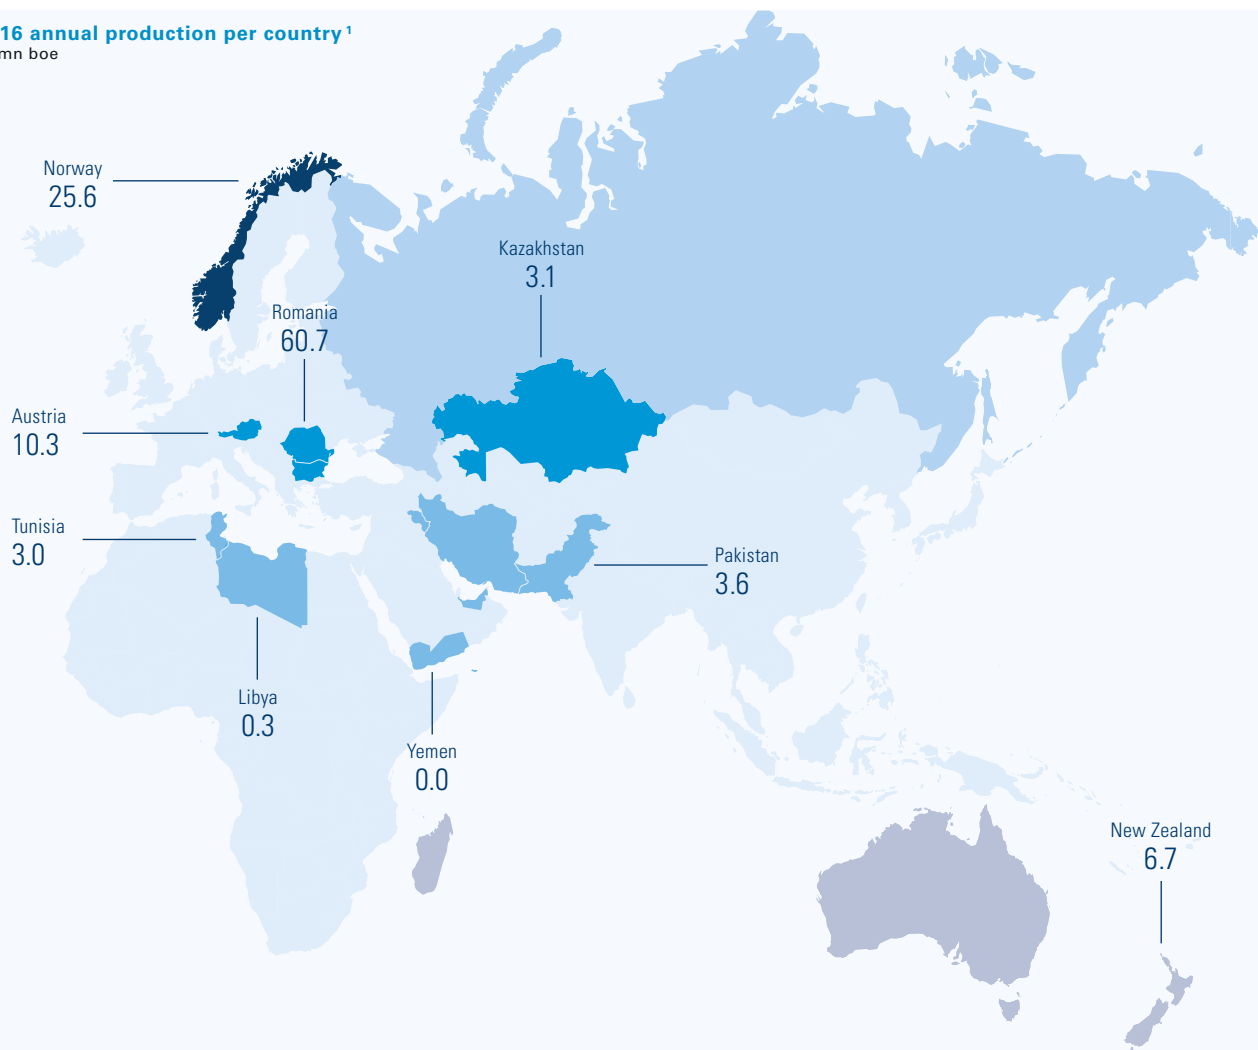 16 annual production per country 1
mn boe
Norway
25.6
Kazakhstan
3.1
Romania
60.7
Austria
10.3
Tunisia
3.0
Pakistan
3.6
Libya
0.3
Yemen
0.0
New Zealand
6.7